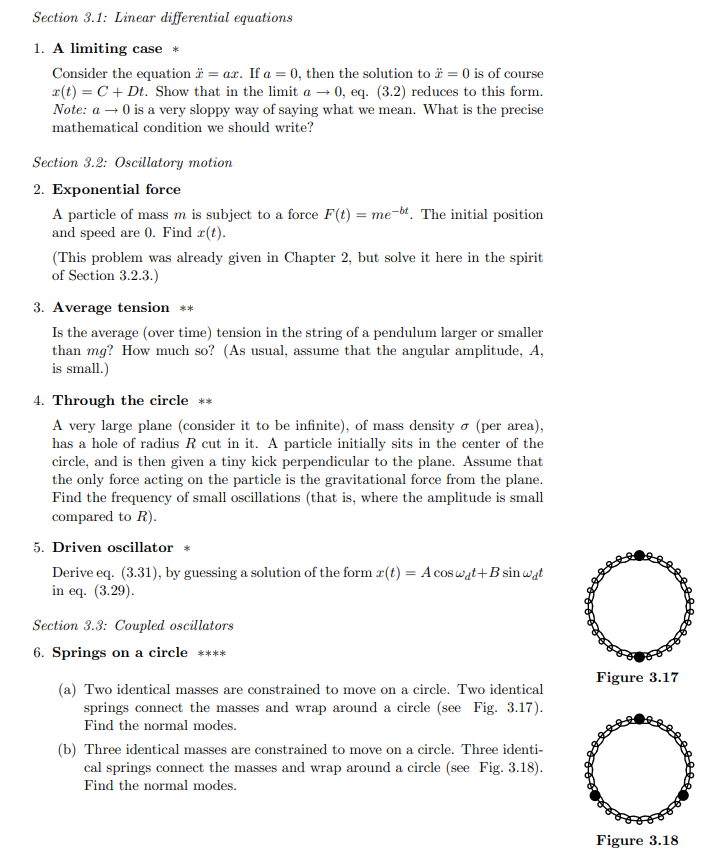 Section 3.1: Linear differential equations
1. A limiting case *
Consider the equation ẍ = ax. If a = 0, then the solution to ẍ = 0 is of course
x(t) = C + Dt. Show that in the limit a → 0, eq. (3.2) reduces to this form.
Note: a → 0 is a very sloppy way of saying what we mean. What is the precise
mathematical condition we should write?
Section 3.2: Oscillatory motion
2. Exponential force
A particle of mass m is subject to a force F(t) = me^{−bt}. The initial position
and speed are 0. Find x(t).
(This problem was already given in Chapter 2, but solve it here in the spirit
of Section 3.2.3.)
3. Average tension **
Is the average (over time) tension in the string of a pendulum larger or smaller
than mg? How much so? (As usual, assume that the angular amplitude, A,
is small.)
4. Through the circle **
A very large plane (consider it to be infinite), of mass density σ (per area),
has a hole of radius R cut in it. A particle initially sits in the center of the
circle, and is then given a tiny kick perpendicular to the plane. Assume that
the only force acting on the particle is the gravitational force from the plane.
Find the frequency of small oscillations (that is, where the amplitude is small
compared to R).
5. Driven oscillator *
Derive eq. (3.31), by guessing a solution of the form x(t) = A cos ω_d t+B sin ω_d t
in eq. (3.29).
Section 3.3: Coupled oscillators
6. Springs on a circle ****
(a) Two identical masses are constrained to move on a circle. Two identical
springs connect the masses and wrap around a circle (see Fig. 3.17).
Find the normal modes.
(b) Three identical masses are constrained to move on a circle. Three identi-
cal springs connect the masses and wrap around a circle (see Fig. 3.18).
Find the normal modes.
Figure 3.17
Figure 3.18